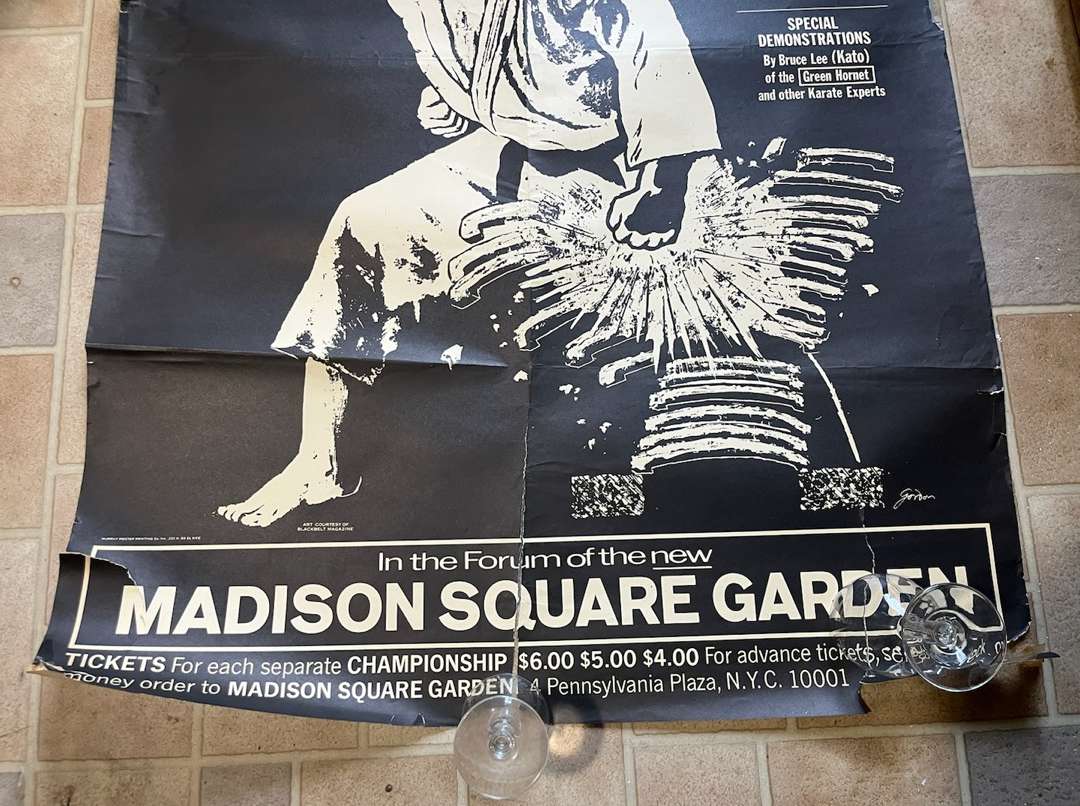 SPECIAL
DEMONSTRATIONS
By Bruce Lee (Kato)
of the Green Hornet
and other Karate Experts
Gordon
ART COURTESY OF
BLACKBELT MAGAZINE
In the Forum of the new
MADISON SQUARE GARDEN
TICKETS For each separate CHAMPIONSHIP $6.00 $5.00 $4.00 For advance tickets,
money order to MADISON SQUARE GARDEN 4 Pennsylvania Plaza, N.Y.C. 10001